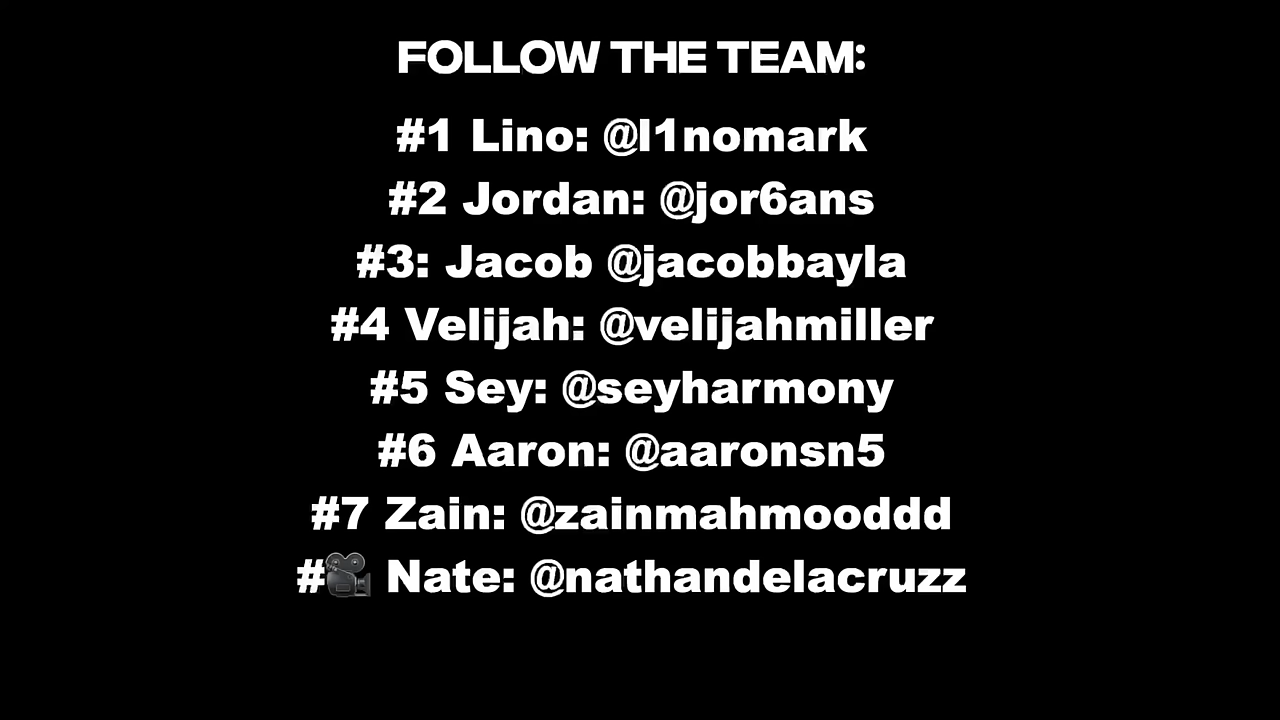 FOLLOW THE TEAM:
#1 Lino: @l1nomark
#2 Jordan: @jor6ans
#3: Jacob @jacobbayla
#4 Velijah: @velijahmiller
#5 Sey: @seyharmony
#6 Aaron: @aaronsn5
#7 Zain: @zainmahmooddd
#🎥 Nate: @nathandelacruzz